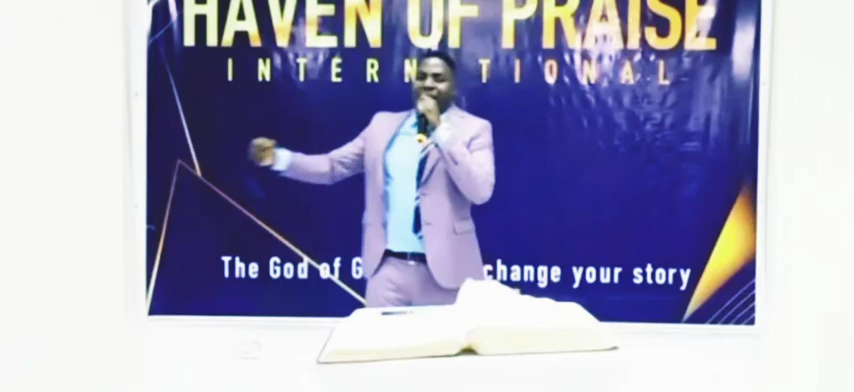 HAVEN OF PRAISE
INTERNATIONAL
The God of change your story